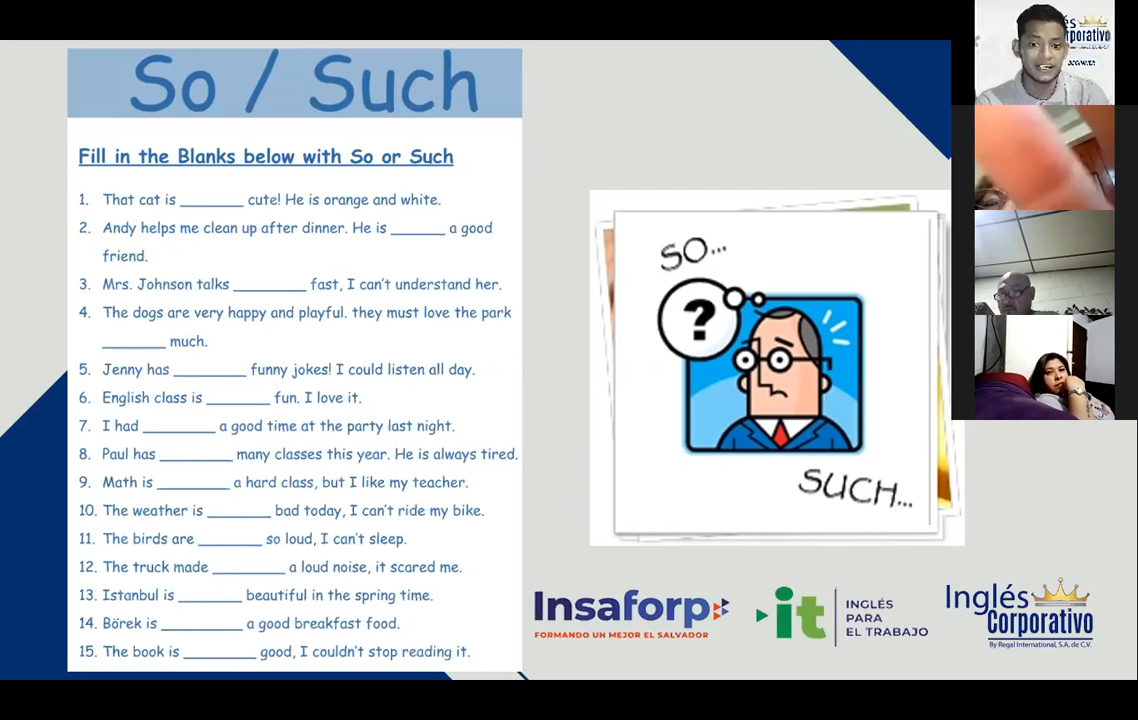 So / Such
Fill in the Blanks below with So or Such
1. That cat is _______ cute! He is orange and white.
2. Andy helps me clean up after dinner. He is ______ a good
friend.
3. Mrs. Johnson talks ________ fast, I can't understand her.
4. The dogs are very happy and playful. they must love the park
_______ much.
5. Jenny has ________ funny jokes! I could listen all day.
6. English class is _______ fun. I love it.
7. I had ________ a good time at the party last night.
8. Paul has ________ many classes this year. He is always tired.
9. Math is ________ a hard class, but I like my teacher.
10. The weather is _______ bad today, I can't ride my bike.
11. The birds are _______ so loud, I can't sleep.
12. The truck made _________ a loud noise, it scared me.
13. Istanbul is _______ beautiful in the spring time.
14. Börek is _________ a good breakfast food.
15. The book is ________ good, I couldn't stop reading it.
SO...
?
SUCH...
Insaforp
FORMANDO UN MEJOR EL SALVADOR
it
INGLÉS
PARA
EL TRABAJO
Inglés
Corporativo
By Regal International, S.A. de C.V.
és
rporativo